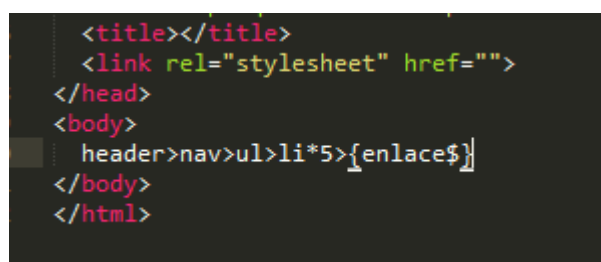 <title></title>
<link rel="stylesheet" href="">
</head>
<body>
header>nav>ul>li*5>{enlace$}
</body>
</html>